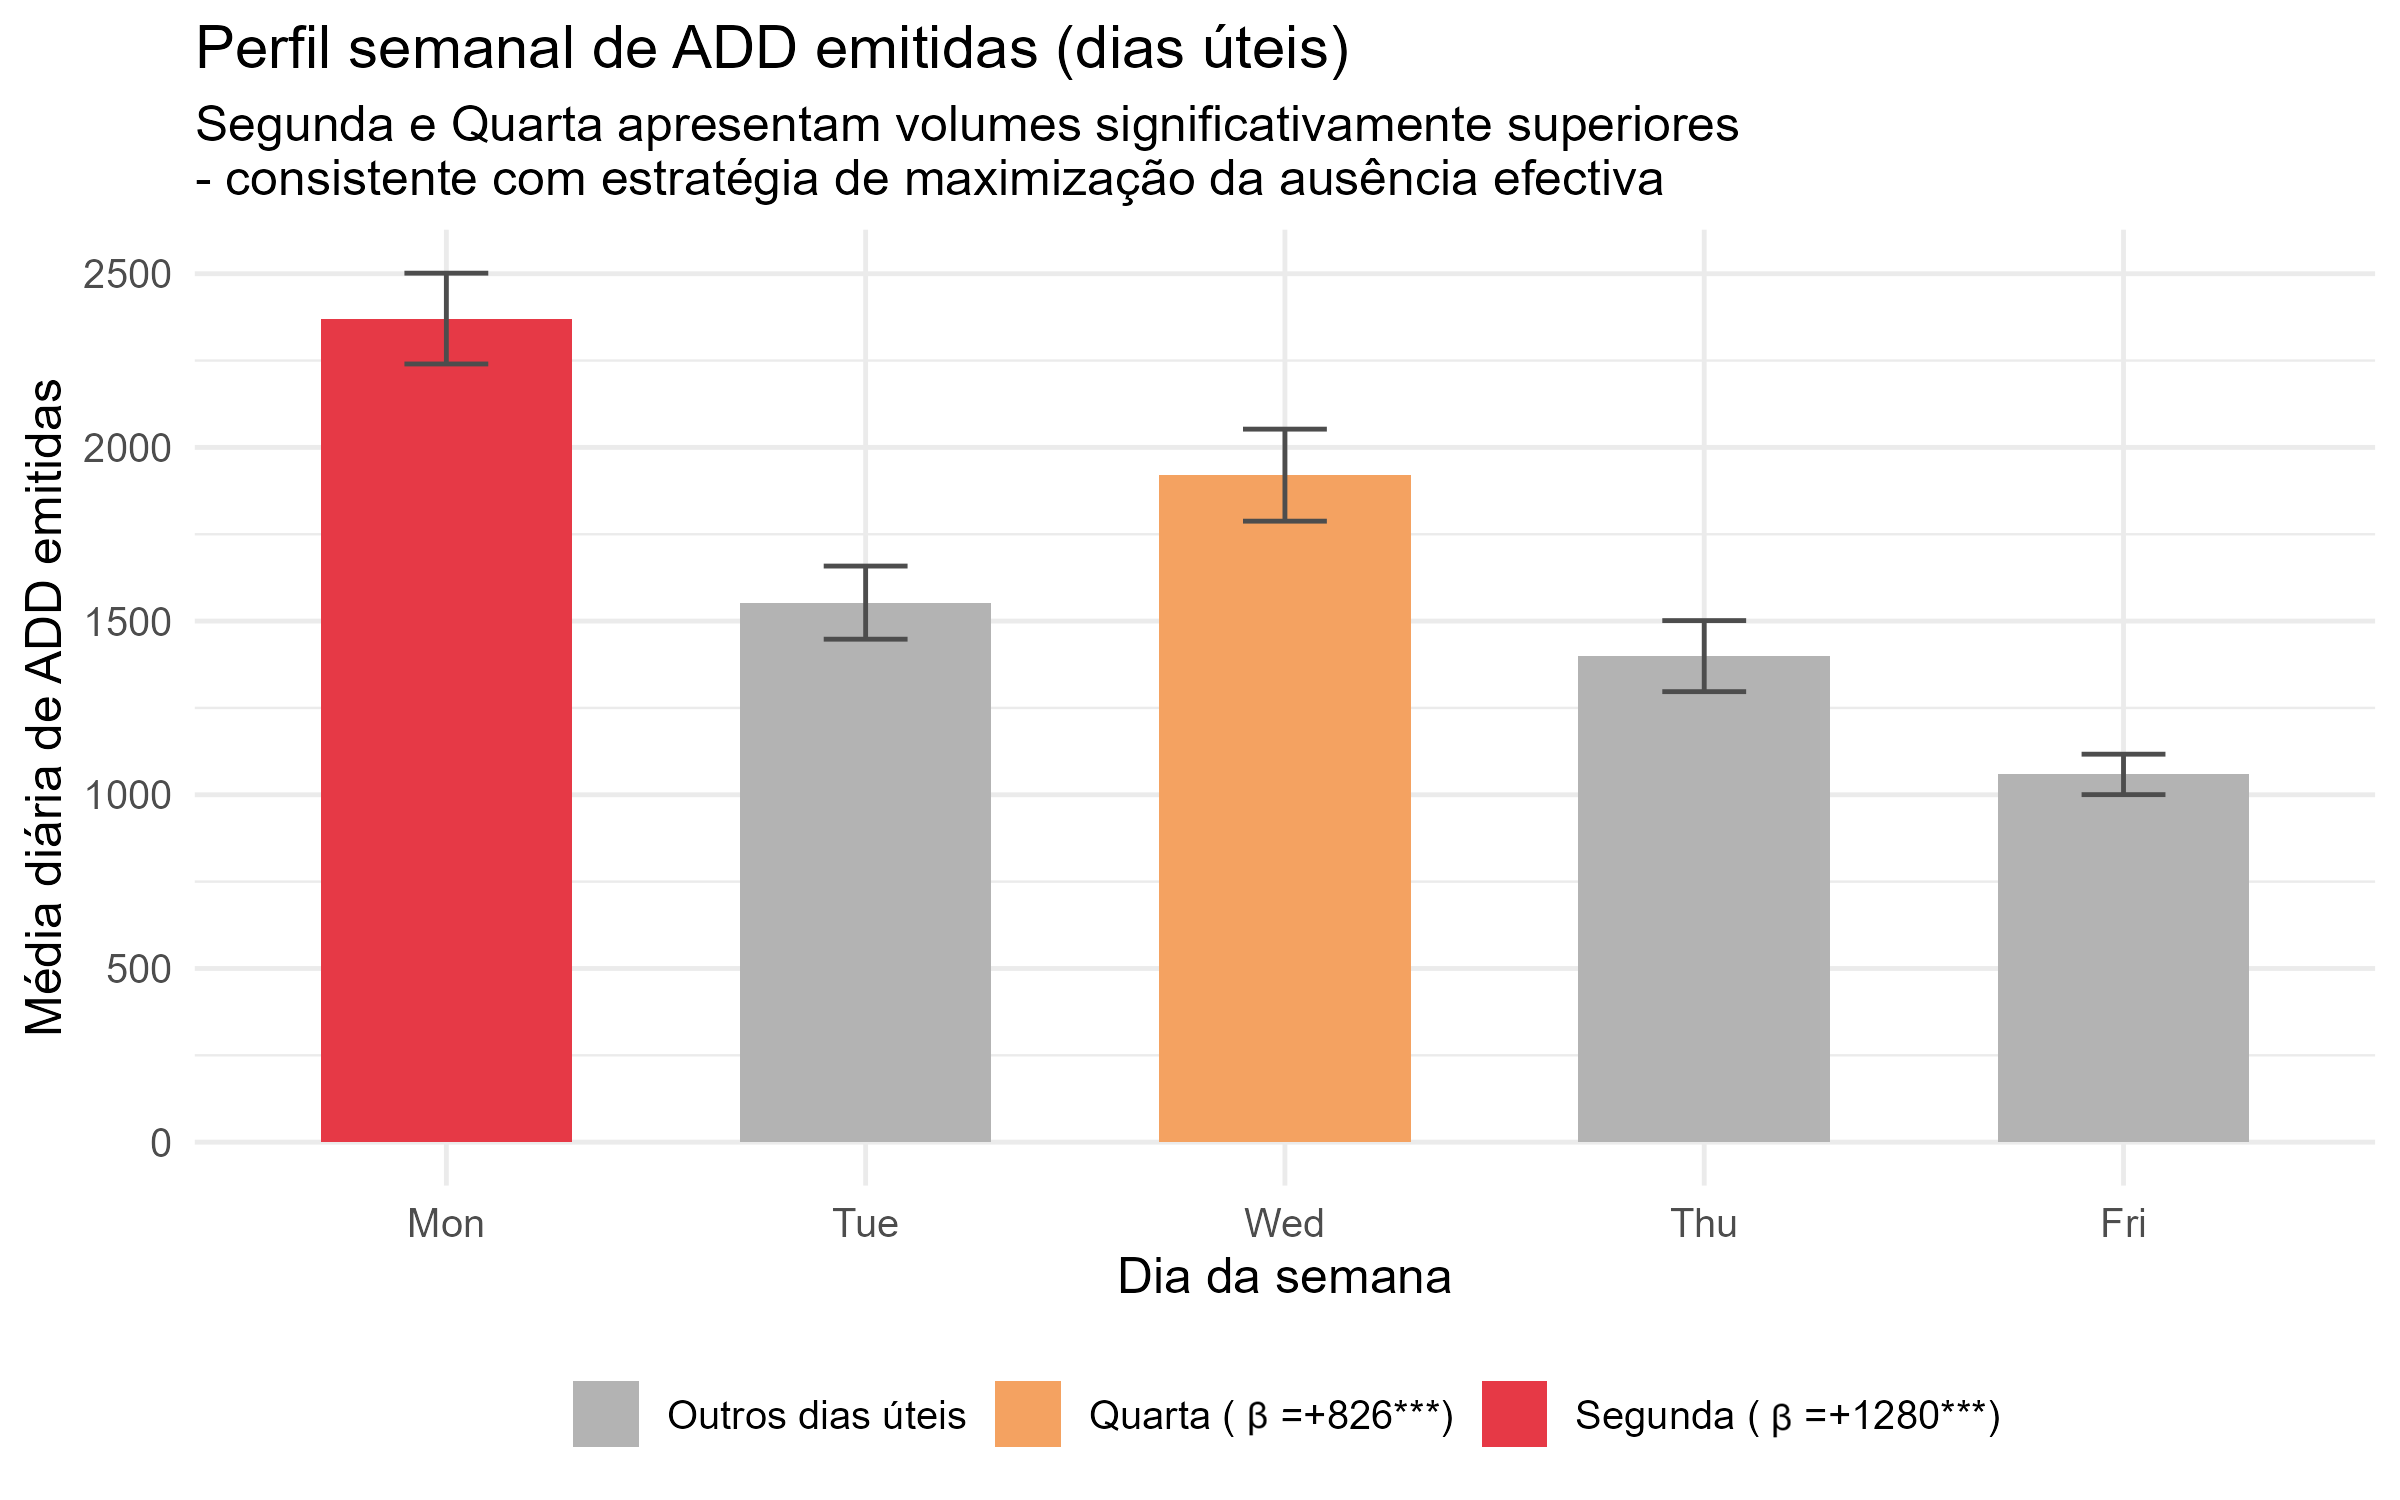 Perfil semanal de ADD emitidas (dias úteis)
Segunda e Quarta apresentam volumes significativamente superiores
- consistente com estratégia de maximização da ausência efectiva
Média diária de ADD emitidas
2500
2000
1500
1000
500
0
Mon Tue Wed Thu Fri
Dia da semana
Outros dias úteis Quarta ( β =+826***) Segunda ( β =+1280***)